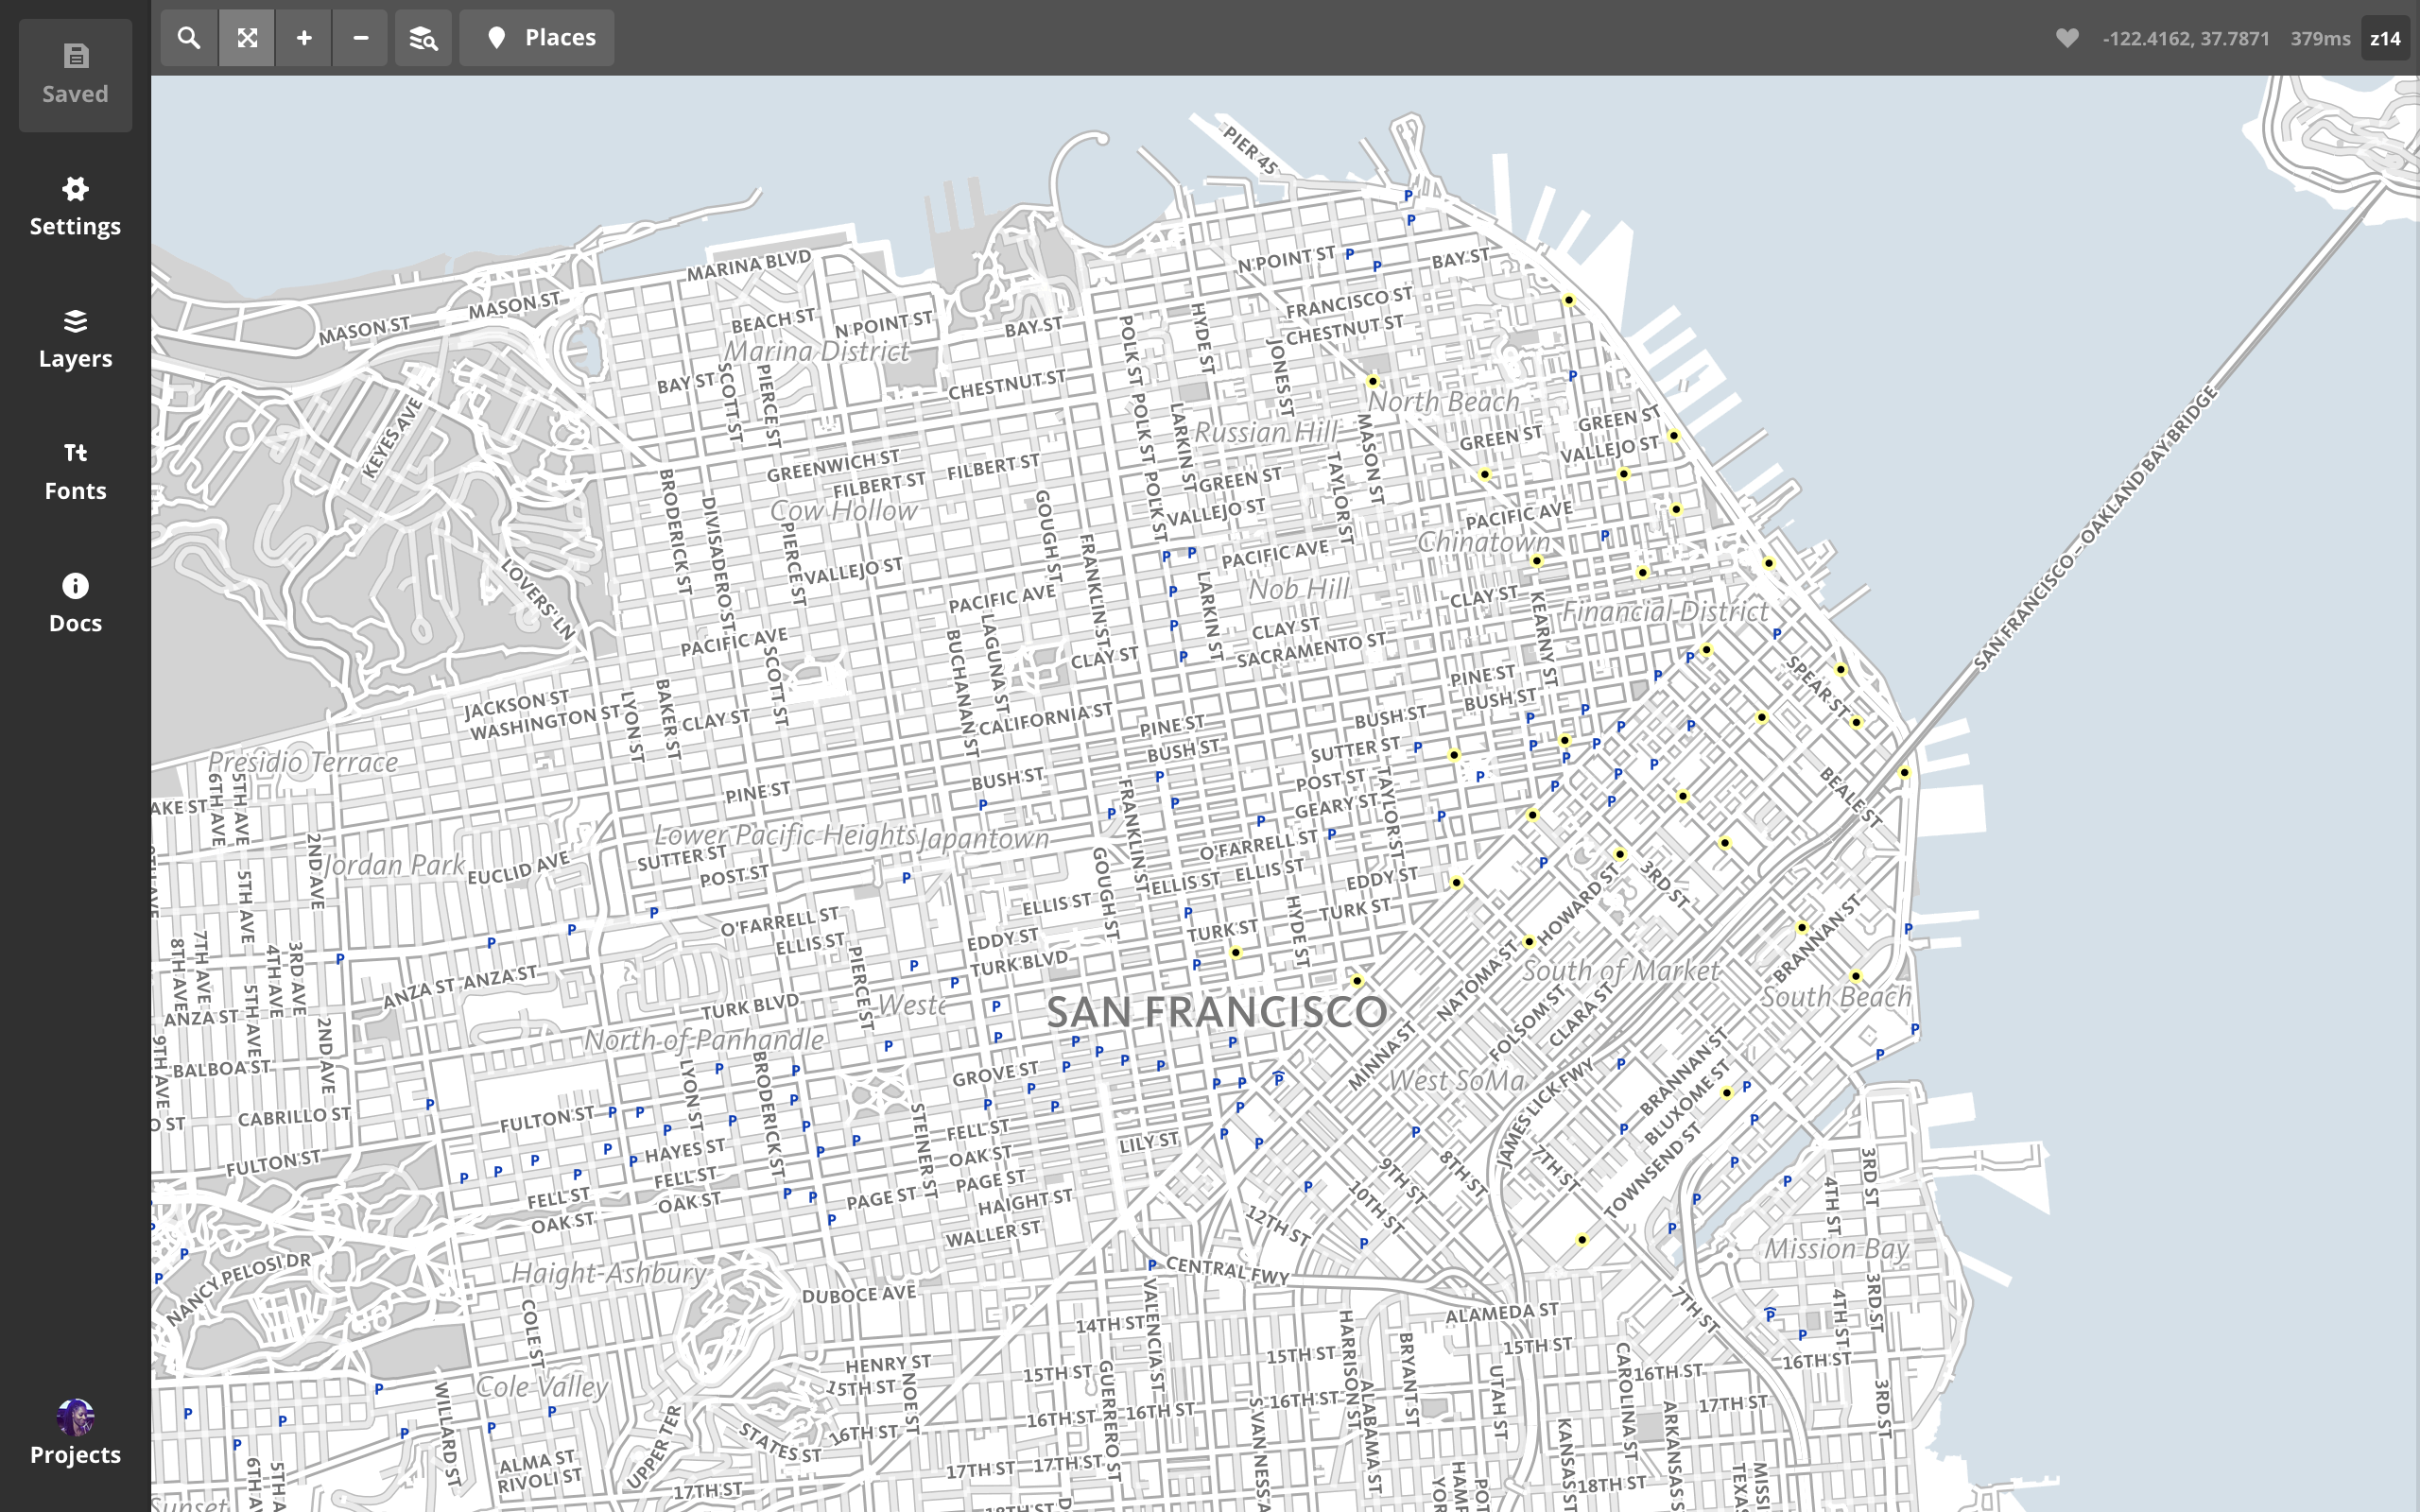 Saved
Settings
Layers
Fonts
Docs
Projects
Places
-122.4162, 37.7871 379ms z14
PIER 45
MARINA BLVD
MASON ST
MASON ST
BEACH ST
N POINT ST
BAY ST
N POINT ST
BAY ST
FRANCISCO ST
CHESTNUT ST
Marina District
BAY ST
SCOTT ST
PIERCE ST
CHESTNUT ST
POLK ST
POLK ST
POLK ST
HYDE ST
JONES ST
LARKIN ST
KEYES AVE
North Beach
Russian Hill
MASON ST
GREEN ST
GREEN ST
VALLEJO ST
GREENWICH ST
FILBERT ST
FILBERT ST
GREEN ST
TAYLOR ST
Cow Hollow
BRODERICK ST
DIVISADERO ST
PIERCE ST
GOUGH ST
VALLEJO ST
PACIFIC AVE
Chinatown
PACIFIC AVE
FRANKLIN ST
VALLEJO ST
LOVERS LN
Nob Hill
CLAY ST
KEARNY ST
Financial District
PACIFIC AVE
LAGUNA ST
BUCHANAN ST
LARKIN ST
CLAY ST
SACRAMENTO ST
PACIFIC AVE
SCOTT ST
CLAY ST
PINE ST
BUSH ST
SPEAR ST
SAN FRANCISCO – OAKLAND BAY BRIDGE
JACKSON ST
WASHINGTON ST
LYON ST
BAKER ST
CLAY ST
CALIFORNIA ST
PINE ST
BUSH ST
BUSH ST
SUTTER ST
POST ST
GEARY ST
TAYLOR ST
Presidio Terrace
6TH AVE
5TH AVE
AKE ST
PINE ST
BUSH ST
FRANKLIN ST
BEALE ST
Lower Pacific Heights
Japantown
O'FARRELL ST
2ND AVE
Jordan Park
EUCLID AVE
SUTTER ST
POST ST
GOUGH ST
ELLIS ST
ELLIS ST
EDDY ST
HOWARD ST
3RD ST
5TH AVE
ELLIS ST
TURK ST
HYDE ST
TURK ST
O'FARRELL ST
ELLIS ST
PIERCE ST
EDDY ST
TURK BLVD
BRANNAN ST
8TH AVE
7TH AVE
4TH AVE
3RD AVE
ANZA ST
ANZA ST
NATOMA ST
South of Market
South Beach
5TH AVE
2ND AVE
ANZA ST
TURK BLVD
Weste
SAN FRANCISCO
FOLSOM ST
CLARA ST
North of Panhandle
9TH AVE
BALBOA ST
LYON ST
BRODERICK ST
GROVE ST
MINNA ST
West SoMa
JAMES LICK FWY
BRANNAN ST
BLUXOME ST
O ST
CABRILLO ST
FULTON ST
HAYES ST
STEINER ST
FELL ST
LILY ST
OAK ST
TOWNSEND ST
FULTON ST
FELL ST
FELL ST
OAK ST
OAK ST
PAGE ST
PAGE ST
HAIGHT ST
WALLER ST
9TH ST
8TH ST
7TH ST
10TH ST
12TH ST
3RD ST
4TH ST
NANCY PELOSI DR
Haight-Ashbury
DUBOCE AVE
CENTRAL FWY
Mission Bay
COLE ST
VALENCIA ST
14TH ST
ALAMEDA ST
7TH ST
4TH ST
3RD ST
HENRY ST
15TH ST
NOE ST
15TH ST
GUERRERO ST
15TH ST
HARRISON ST
BRYANT ST
15TH ST
16TH ST
16TH ST
Cole Valley
WILLARD ST
UPPER TER
STATES ST
16TH ST
16TH ST
16TH ST
16TH ST
S VAN NESS A
ALABAMA ST
UTAH ST
KANSAS ST
CAROLINA ST
ARKANSAS S
17TH ST
3RD ST
ALMA ST
RIVOLI ST
6TH A
5TH A
17TH ST
17TH ST
17TH ST
18TH ST
18TH ST
TEXAS
MISSI
Sunset